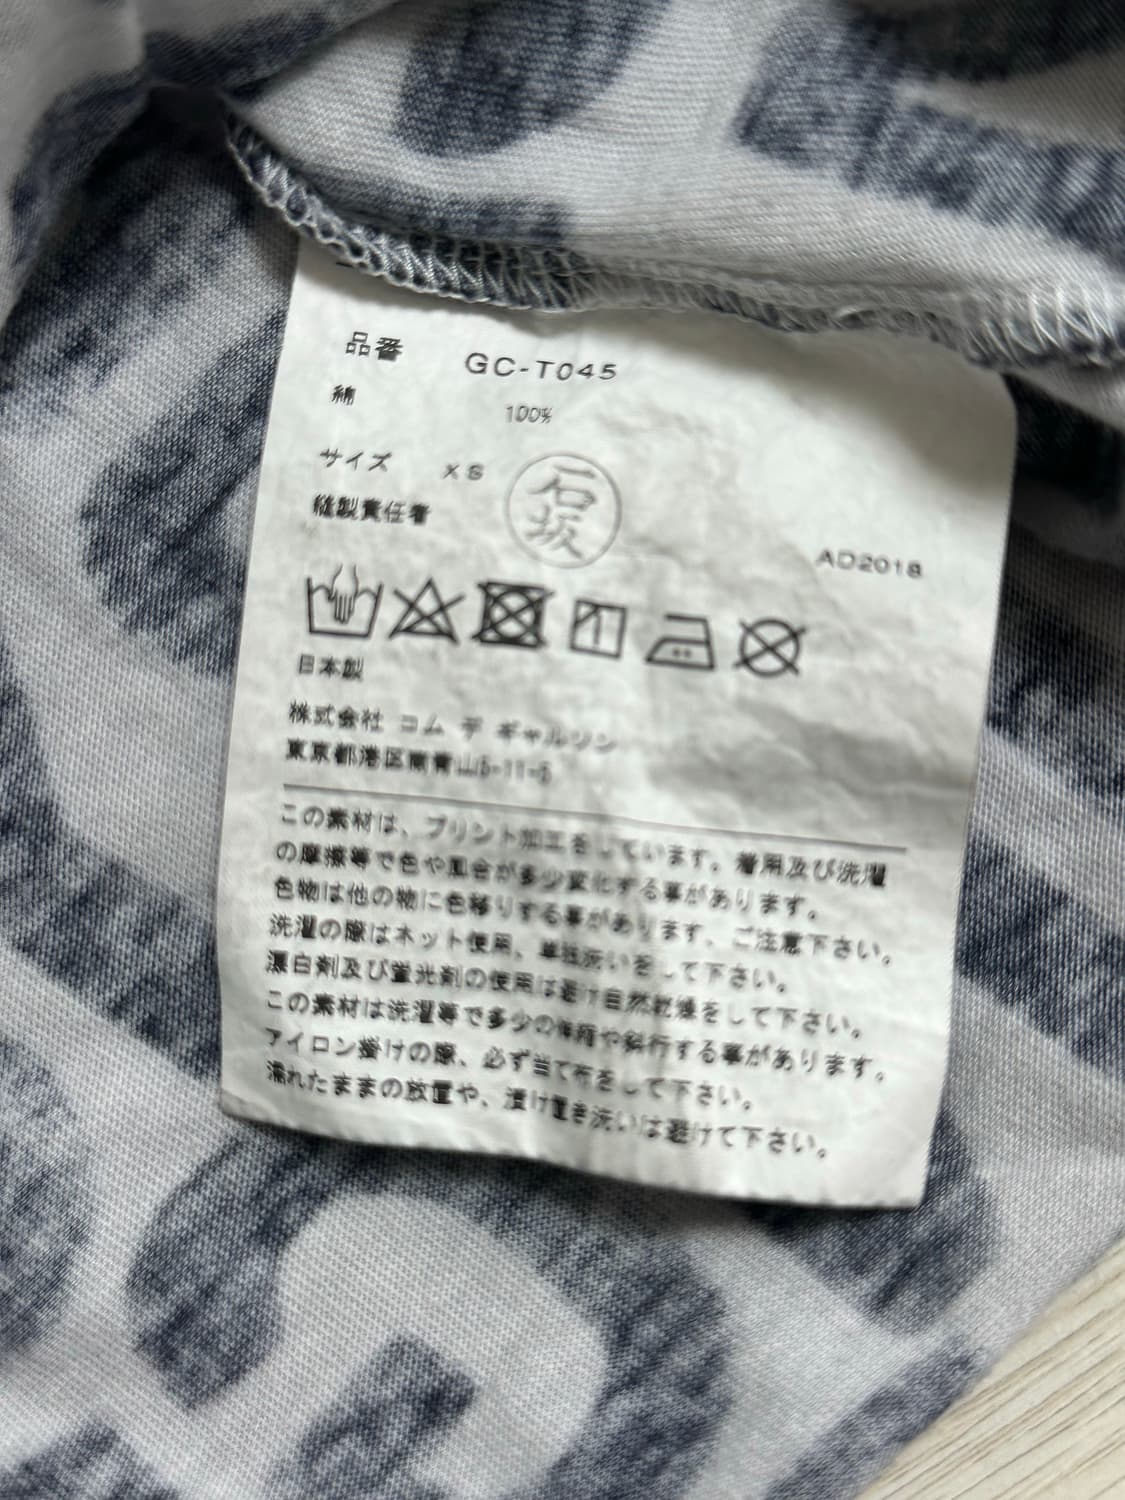 品番 GC-T045
綿 100%
サイズ XS
縫製責任者 石坂
AD2018
日本製
株式会社 コム デ ギャルソン
東京都港区南青山5-11-5
この素材は、プリント加工をしています。着用及び洗濯
の摩擦等で色や風合が多少変化する事があります。
色物は他の物に色移りする事があります、ご注意下さい。
洗濯の際はネット使用、単独洗いをして下さい。
漂白剤及び蛍光剤の使用は避け自然乾燥をして下さい。
この素材は洗濯等で多少の伸縮や斜行する事があります。
アイロン掛けの際、必ず当て布をして下さい。
濡れたままの放置や、漬け置き洗いは避けて下さい。